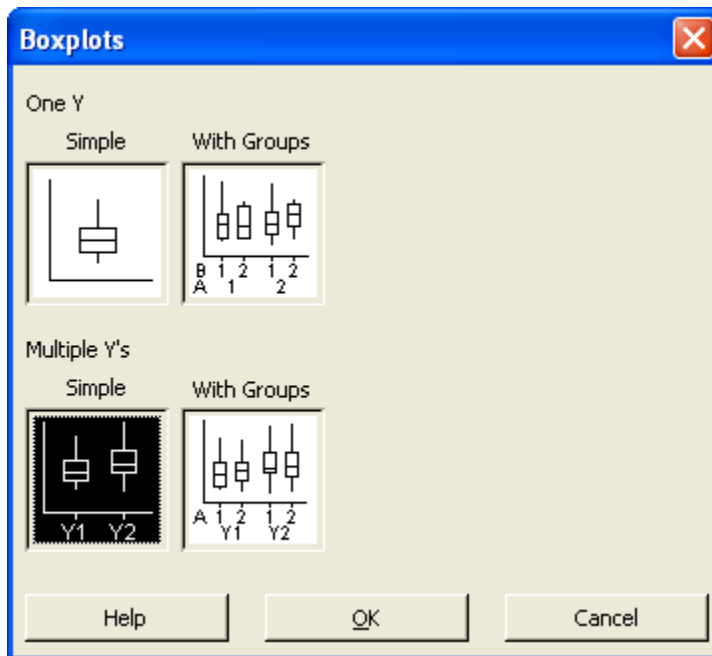 Boxplots
One Y
Simple With Groups
B 1 2 1 2
A 1 2
Multiple Y's
Simple With Groups
Y1 Y2
A 1 2 1 2
Y1 Y2
Help OK Cancel